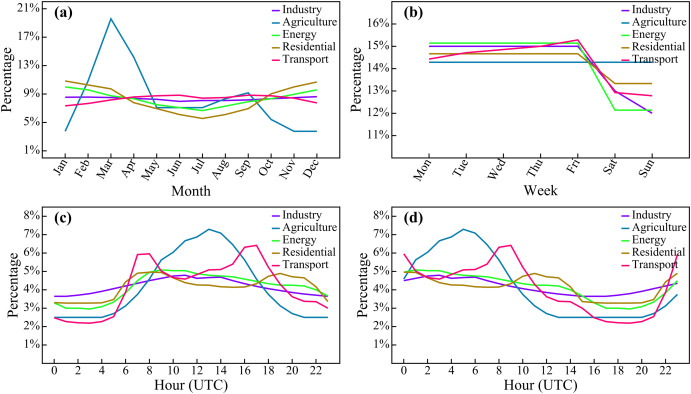 (a)
Industry
Agriculture
Energy
Residential
Transport
21%
17%
13%
9%
5%
1%
Percentage
Jan Feb Mar Apr May Jun Jul Aug Sep Oct Nov Dec
Month
(b)
Industry
Agriculture
Energy
Residential
Transport
16%
15%
14%
13%
12%
11%
Percentage
Mon Tue Wed Thu Fri Sat Sun
Week
(c)
Industry
Agriculture
Energy
Residential
Transport
8%
7%
6%
5%
4%
3%
2%
1%
Percentage
0 2 4 6 8 10 12 14 16 18 20 22
Hour (UTC)
(d)
Industry
Agriculture
Energy
Residential
Transport
8%
7%
6%
5%
4%
3%
2%
1%
Percentage
0 2 4 6 8 10 12 14 16 18 20 22
Hour (UTC)